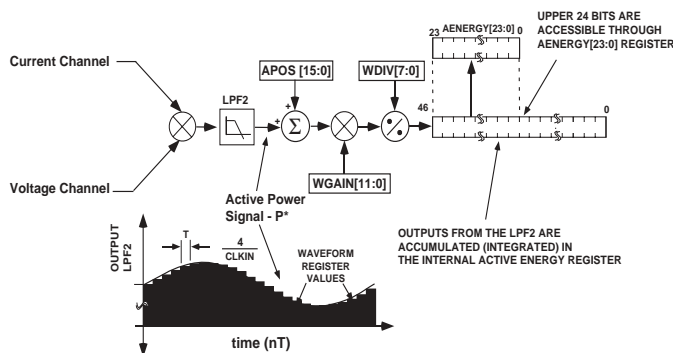 23 AENERGY[23:0] 0
UPPER 24 BITS ARE
ACCESSIBLE THROUGH
AENERGY[23:0] REGISTER
Current Channel
APOS [15:0]
WDIV[7:0]
LPF2
+
+
Σ
%
46
0
WGAIN[11:0]
Voltage Channel
Active Power
Signal - P*
OUTPUTS FROM THE LPF2 ARE
ACCUMULATED (INTEGRATED) IN
THE INTERNAL ACTIVE ENERGY REGISTER
OUTPUT
LPF2
T
4
CLKIN
WAVEFORM
REGISTER
VALUES
time (nT)